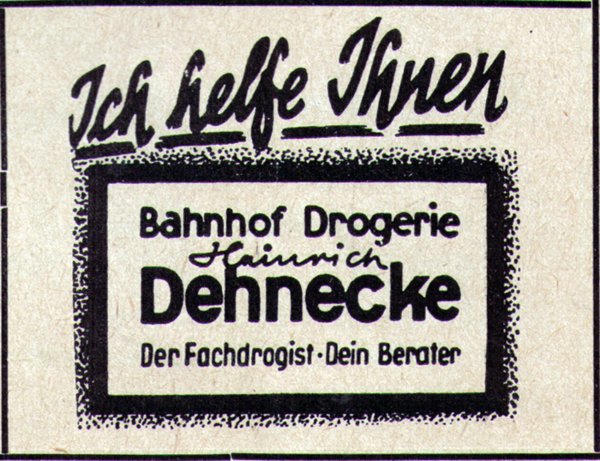 Ich helfe Ihnen
Bahnhof Drogerie
Heinrich
Dehnecke
Der Fachdrogist · Dein Berater